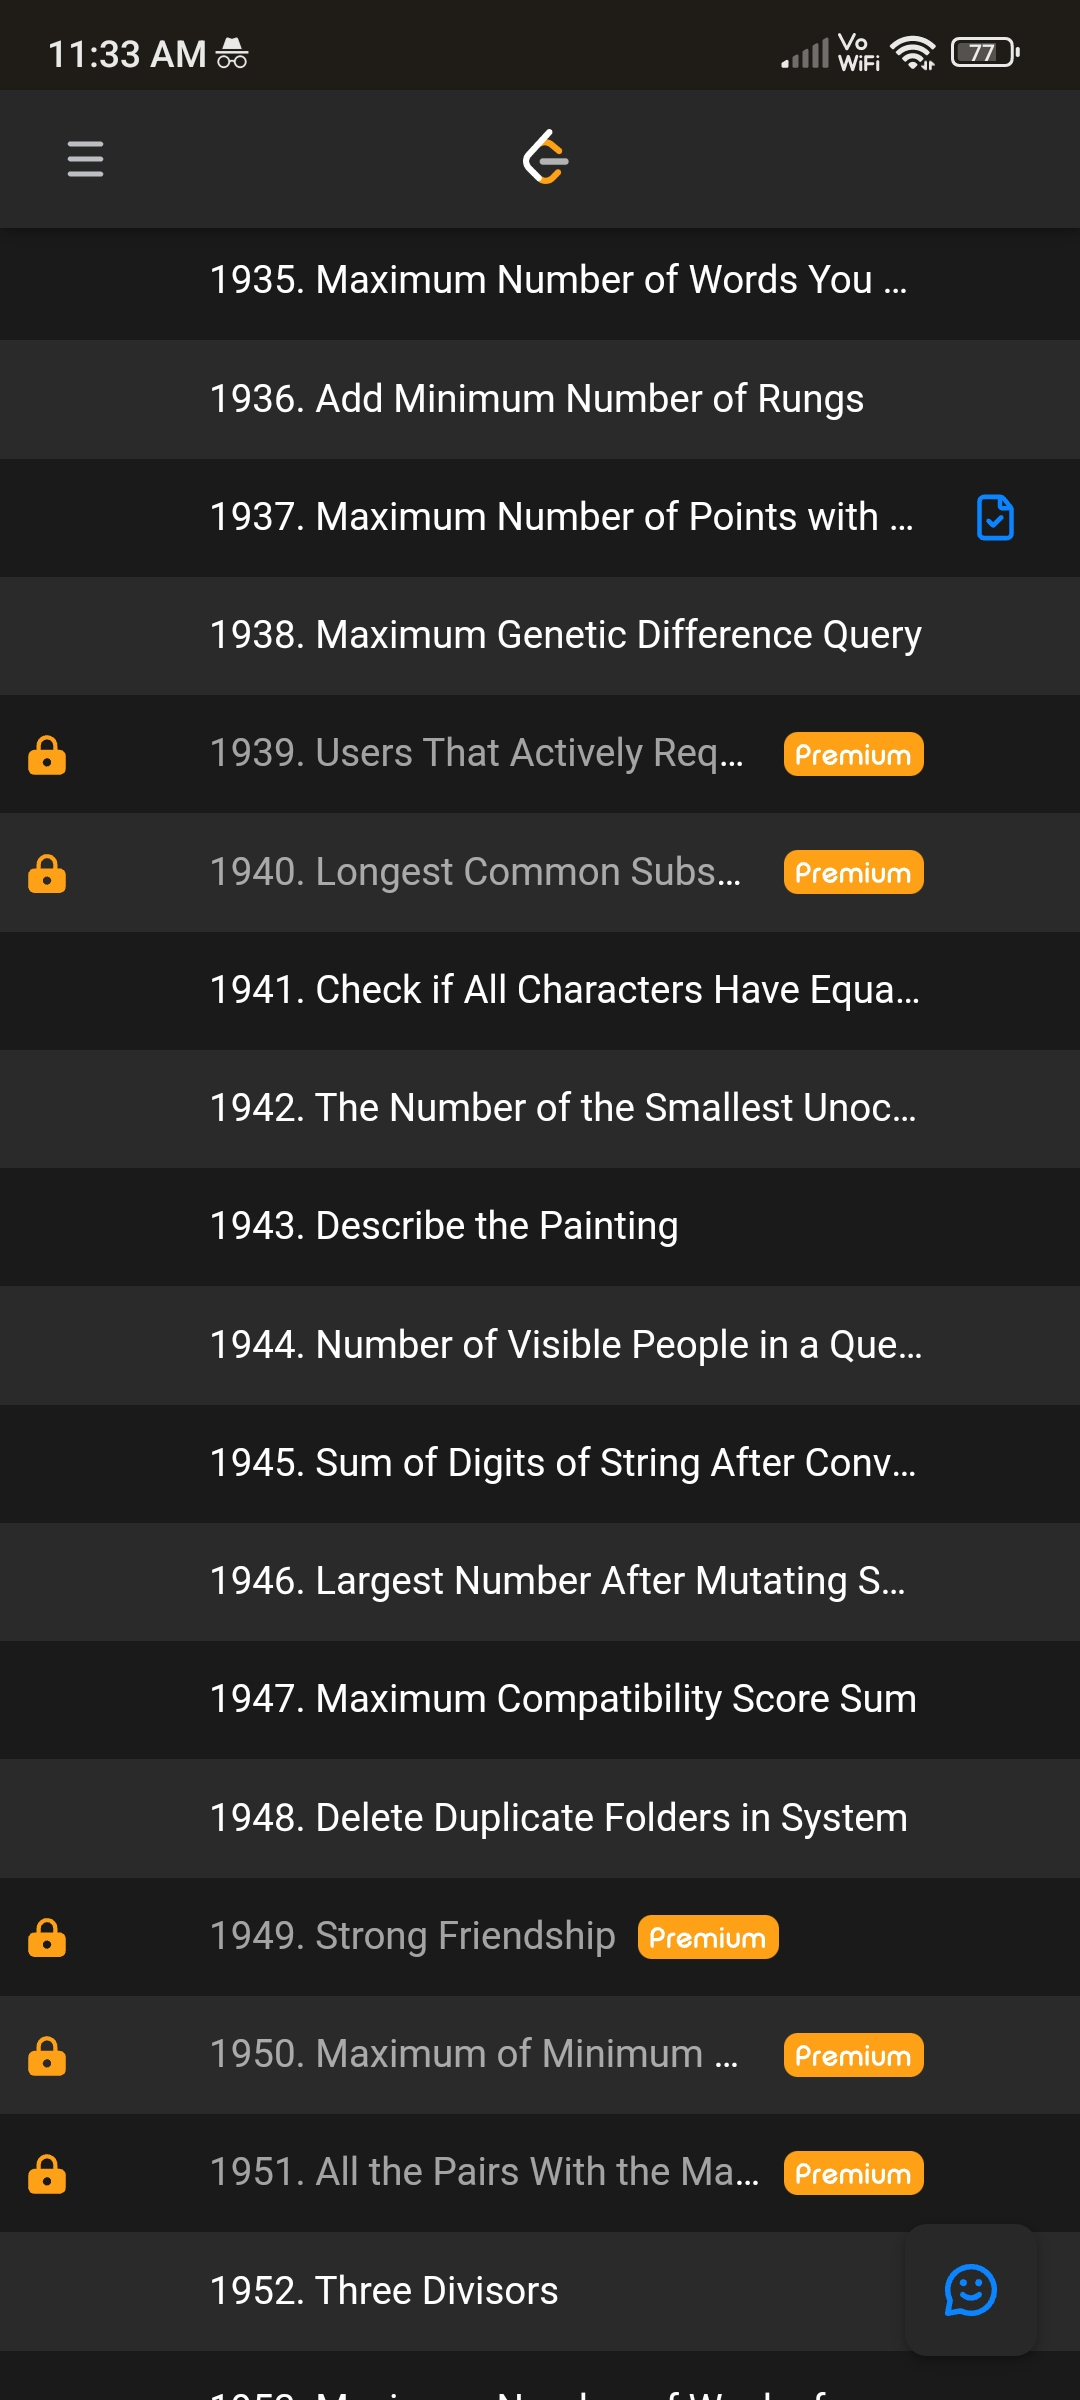 11:33 AM
Vo
WiFi
77
1935. Maximum Number of Words You ...
1936. Add Minimum Number of Rungs
1937. Maximum Number of Points with ...
1938. Maximum Genetic Difference Query
1939. Users That Actively Req... Premium
1940. Longest Common Subs... Premium
1941. Check if All Characters Have Equa...
1942. The Number of the Smallest Unoc...
1943. Describe the Painting
1944. Number of Visible People in a Que...
1945. Sum of Digits of String After Conv...
1946. Largest Number After Mutating S...
1947. Maximum Compatibility Score Sum
1948. Delete Duplicate Folders in System
1949. Strong Friendship Premium
1950. Maximum of Minimum ... Premium
1951. All the Pairs With the Ma... Premium
1952. Three Divisors